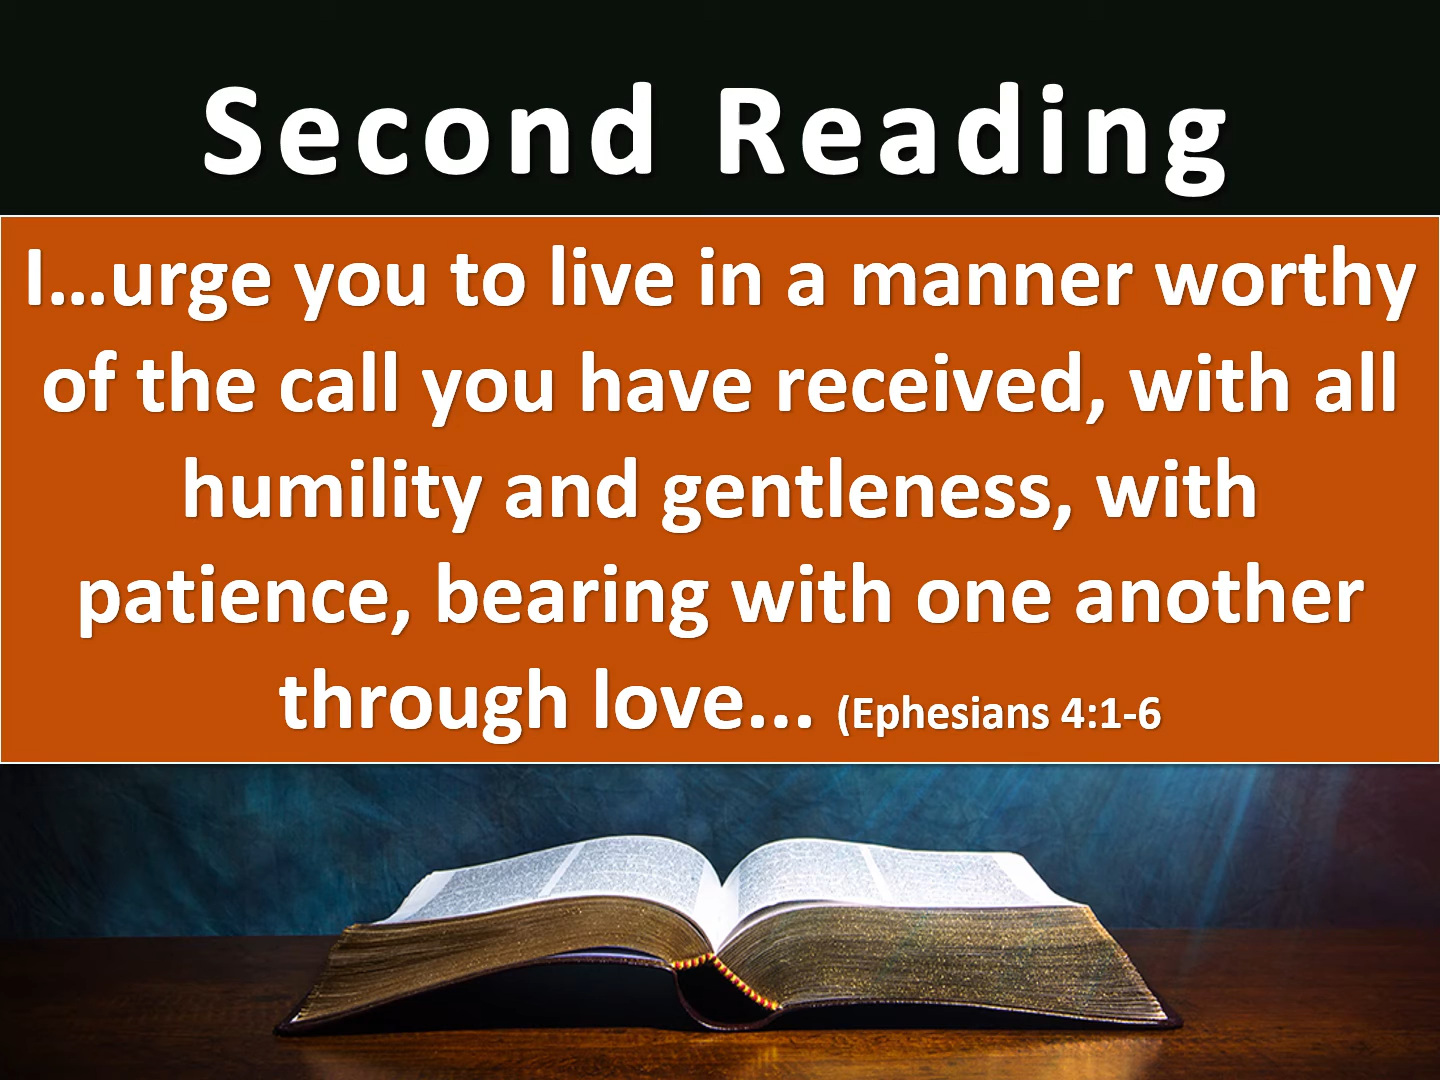 Second Reading
I...urge you to live in a manner worthy
of the call you have received, with all
humility and gentleness, with
patience, bearing with one another
through love... (Ephesians 4:1-6